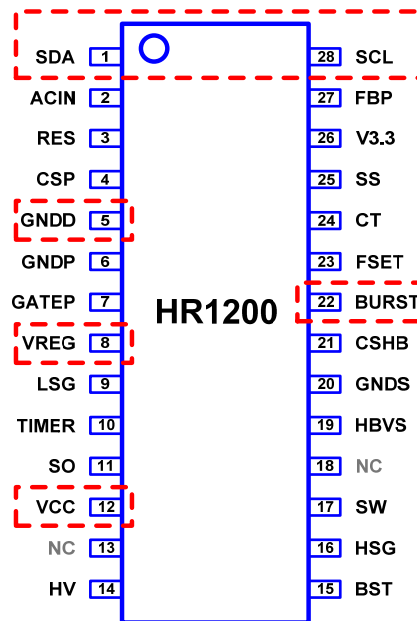 SDA 1 28 SCL
ACIN 2 27 FBP
RES 3 26 V3.3
CSP 4 25 SS
GNDD 5 24 CT
GNDP 6 23 FSET
GATEP 7 22 BURST
HR1200
VREG 8 21 CSHB
LSG 9 20 GNDS
TIMER 10 19 HBVS
SO 11 18 NC
VCC 12 17 SW
NC 13 16 HSG
HV 14 15 BST